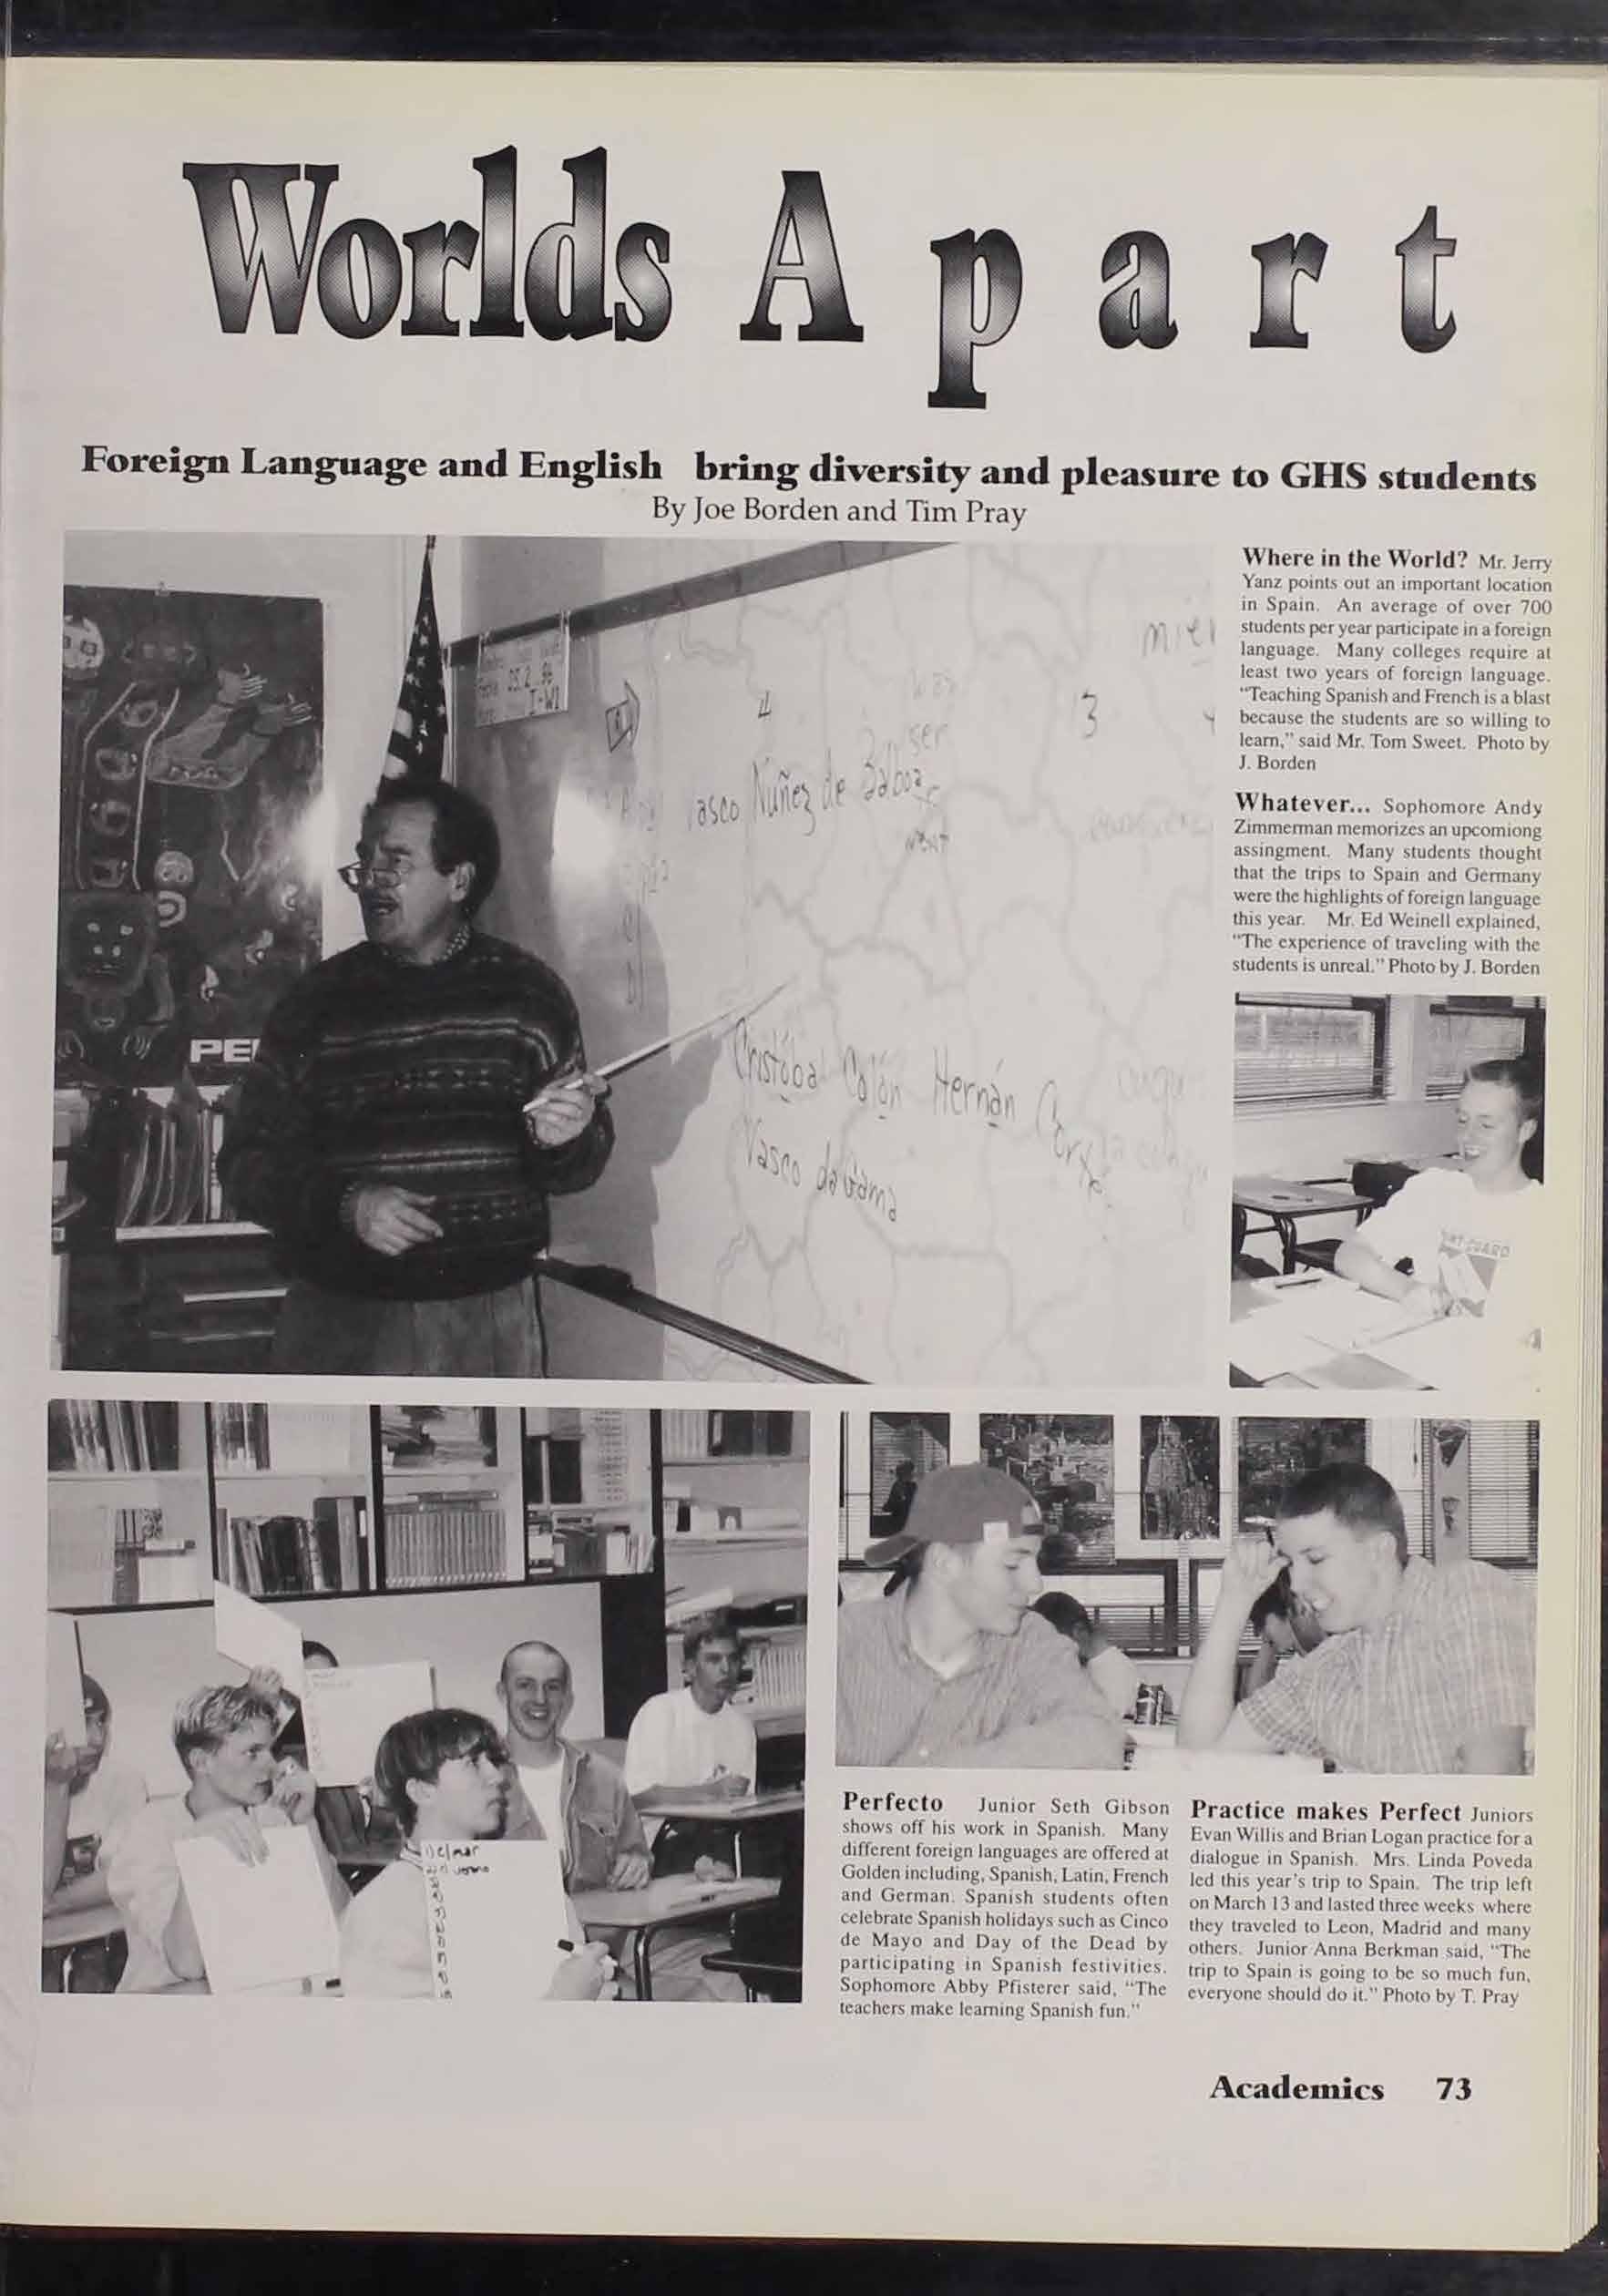 Worlds Apart
Foreign Language and English bring diversity and pleasure to GHS students
By Joe Borden and Tim Pray
Where in the World? Mr. Jerry
Yanz points out an important location
in Spain. An average of over 700
students per year participate in a foreign
language. Many colleges require at
least two years of foreign language.
"Teaching Spanish and French is a blast
because the students are so willing to
learn," said Mr. Tom Sweet. Photo by
J. Borden
Whatever... Sophomore Andy
Zimmerman memorizes an upcomiong
assingment. Many students thought
that the trips to Spain and Germany
were the highlights of foreign language
this year. Mr. Ed Weinell explained,
"The experience of traveling with the
students is unreal." Photo by J. Borden
4
3
Núñez de Balboa
Cristóbal Colón Hernán
Vasco da Gama
Perfecto Junior Seth Gibson
shows off his work in Spanish. Many
different foreign languages are offered at
Golden including, Spanish, Latin, French
and German. Spanish students often
celebrate Spanish holidays such as Cinco
de Mayo and Day of the Dead by
participating in Spanish festivities.
Sophomore Abby Pfisterer said, "The
teachers make learning Spanish fun."
Practice makes Perfect Juniors
Evan Willis and Brian Logan practice for a
dialogue in Spanish. Mrs. Linda Poveda
led this year's trip to Spain. The trip left
on March 13 and lasted three weeks where
they traveled to Leon, Madrid and many
others. Junior Anna Berkman said, "The
trip to Spain is going to be so much fun,
everyone should do it." Photo by T. Pray
Academics 73